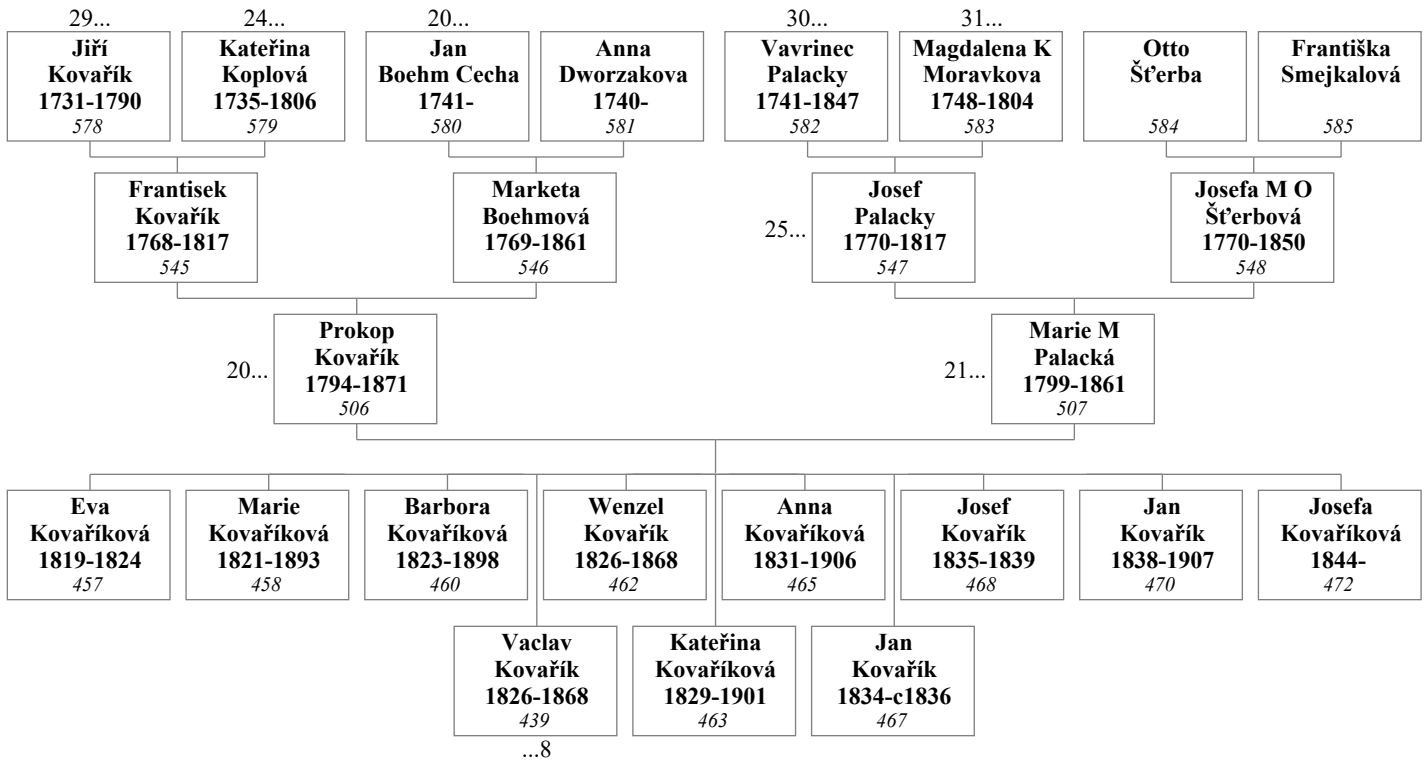 29...
24...
20...
30...
31...
Jiří
Kovařík
1731-1790
578
Kateřina
Koplová
1735-1806
579
Jan
Boehm Cecha
1741-
580
Anna
Dworzakova
1740-
581
Vavrinec
Palacky
1741-1847
582
Magdalena K
Moravkova
1748-1804
583
Otto
Šťerba
584
Františka
Smejkalová
585
Frantisek
Kovařík
1768-1817
545
Marketa
Boehmová
1769-1861
546
25...
Josef
Palacky
1770-1817
547
Josefa M O
Šťerbová
1770-1850
548
20...
Prokop
Kovařík
1794-1871
506
21...
Marie M
Palacká
1799-1861
507
Eva
Kovaříková
1819-1824
457
Marie
Kovaříková
1821-1893
458
Barbora
Kovaříková
1823-1898
460
Wenzel
Kovařík
1826-1868
462
Anna
Kovaříková
1831-1906
465
Josef
Kovařík
1835-1839
468
Jan
Kovařík
1838-1907
470
Josefa
Kovaříková
1844-
472
Vaclav
Kovařík
1826-1868
439
...8
Kateřina
Kovaříková
1829-1901
463
Jan
Kovařík
1834-c1836
467